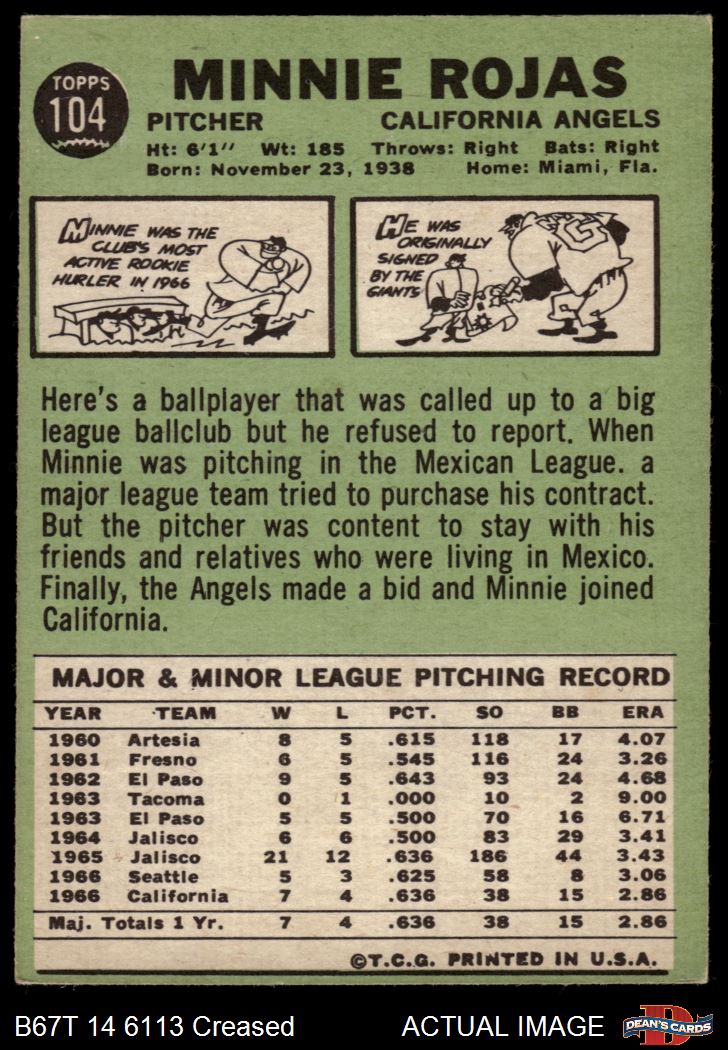 TOPPS
104
MINNIE ROJAS
PITCHER CALIFORNIA ANGELS
Ht: 6'1" Wt: 185 Throws: Right Bats: Right
Born: November 23, 1938 Home: Miami, Fla.
MINNIE WAS THE
CLUB'S MOST
ACTIVE ROOKIE
HURLER IN 1966
HE WAS
ORIGINALLY
SIGNED
BY THE
GIANTS
G
Here's a ballplayer that was called up to a big
league ballclub but he refused to report. When
Minnie was pitching in the Mexican League. a
major league team tried to purchase his contract.
But the pitcher was content to stay with his
friends and relatives who were living in Mexico.
Finally, the Angels made a bid and Minnie joined
California.
MAJOR & MINOR LEAGUE PITCHING RECORD
YEAR TEAM W L PCT. SO BB ERA
1960 Artesia 8 5 .615 118 17 4.07
1961 Fresno 6 5 .545 116 24 3.26
1962 El Paso 9 5 .643 93 24 4.68
1963 Tacoma 0 1 .000 10 2 9.00
1963 El Paso 5 5 .500 70 16 6.71
1964 Jalisco 6 6 .500 83 29 3.41
1965 Jalisco 21 12 .636 186 44 3.43
1966 Seattle 5 3 .625 58 8 3.06
1966 California 7 4 .636 38 15 2.86
Maj. Totals 1 Yr. 7 4 .636 38 15 2.86
©T.C.G. PRINTED IN U.S.A.
B67T 14 6113 Creased ACTUAL IMAGE
D
DEAN'S CARDS